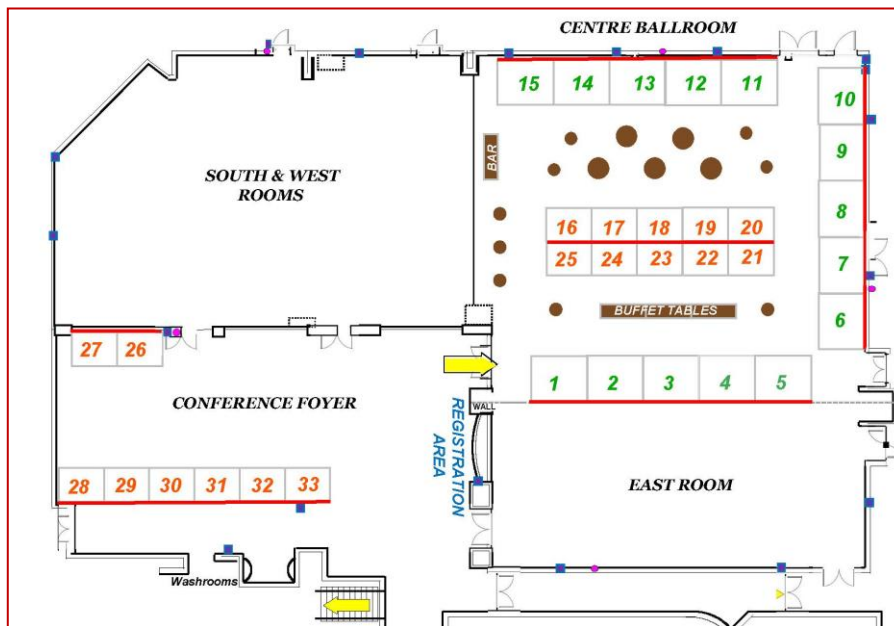 CENTRE BALLROOM
15 14 13 12 11
10
9
8
7
6
BAR
SOUTH & WEST
ROOMS
16 17 18 19 20
25 24 23 22 21
BUFFET TABLES
27 26
1 2 3 4 5
WALL
CONFERENCE FOYER
REGISTRATION
AREA
28 29 30 31 32 33
EAST ROOM
Washrooms